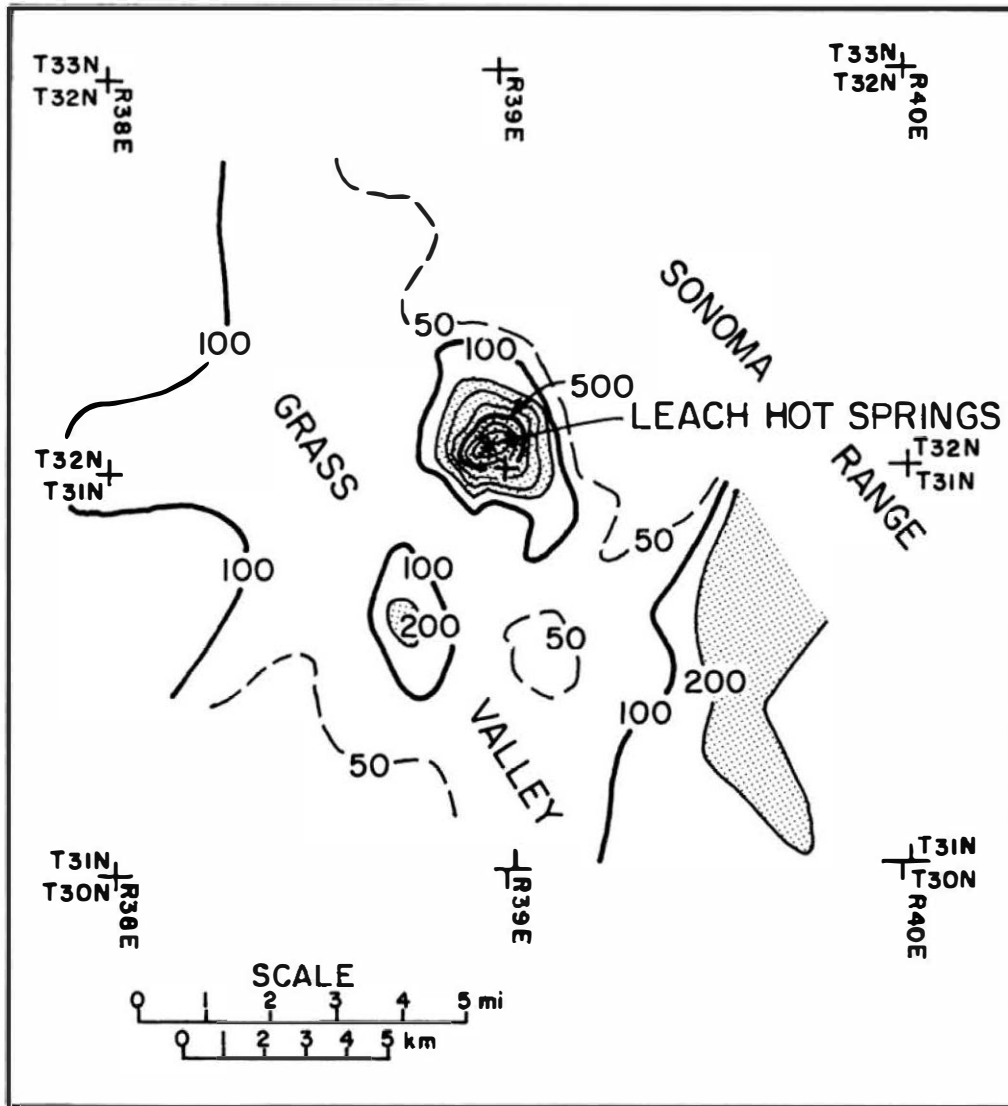 T33N
T32N
R38E
R39E
T33N
T32N
R40E
SONOMA
RANGE
50
100
100
500
LEACH HOT SPRINGS
GRASS
T32N
T31N
T32N
T31N
50
100
100
200
50
200
100
VALLEY
50
T31N
T30N
R38E
R39E
T31N
T30N
R40E
SCALE
0 1 2 3 4 5 mi
0 1 2 3 4 5 km